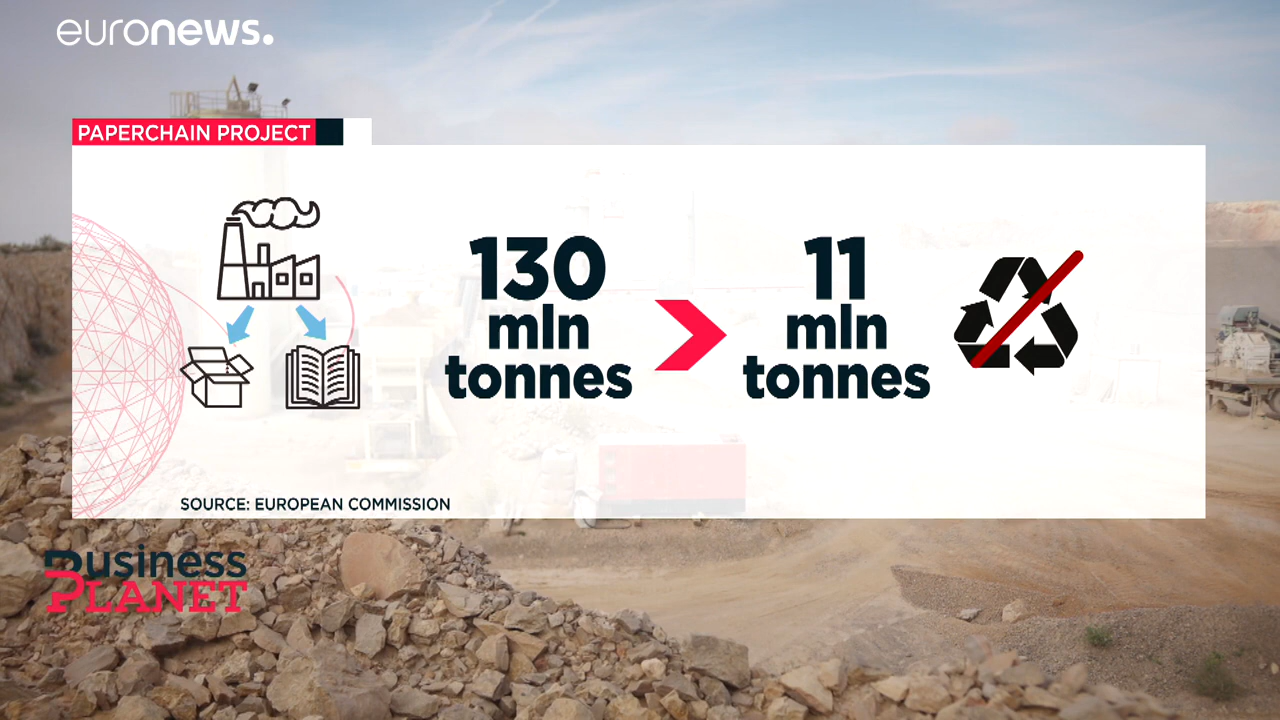 euronews.
PAPERCHAIN PROJECT
130
mln
tonnes
11
mln
tonnes
SOURCE: EUROPEAN COMMISSION
Business
PLANET